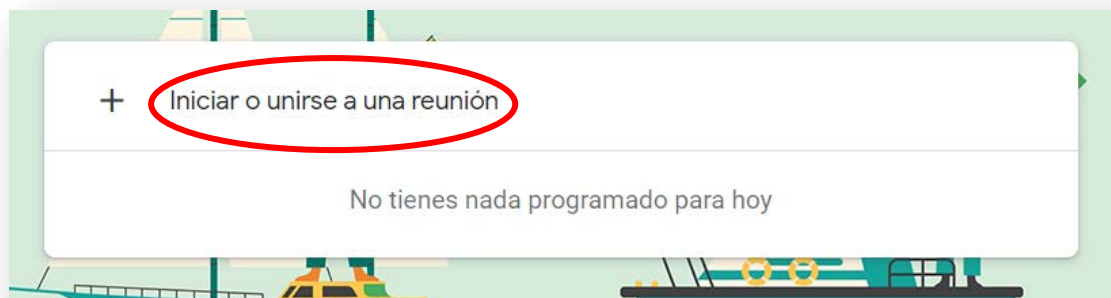 + Iniciar o unirse a una reunión
No tienes nada programado para hoy